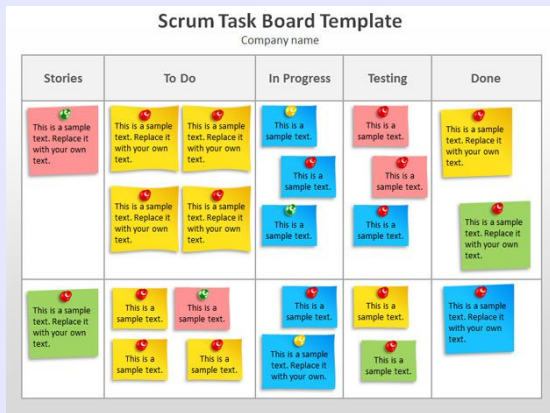 Scrum Task Board Template
Company name
Stories
To Do
In Progress
Testing
Done
This is a sample
text. Replace it
with your own
text.
This is a sample
text. Replace it
with your own
text.
This is a sample
text. Replace it
with your own
text.
This is a sample
text. Replace it
with your own
text.
This is a sample
text. Replace it
with your own
text.
This is a
sample text.
This is a
sample text.
This is a
sample text.
This is a
sample text.
This is a
sample text.
This is a
sample text.
This is a sample
text. Replace it
with your own
text.
This is a sample
text. Replace it
with your own
text.
This is a sample
text. Replace it
with your own
text.
This is a
sample text.
This is a
sample text.
This is a
sample text.
This is a
sample text.
This is a
sample text.
This is a sample
text. Replace it
with your own.
This is a
sample text.
This is a
sample text.
This is a sample
text. Replace it
with your own
text.